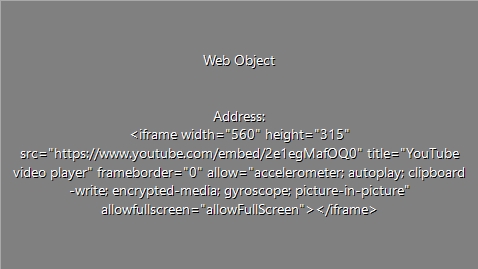 Web Object
Address:
<iframe width="560" height="315"
src="https://www.youtube.com/embed/2e1egMafOQ0" title="YouTube
video player" frameborder="0" allow="accelerometer; autoplay; clipboard
-write; encrypted-media; gyroscope; picture-in-picture"
allowfullscreen="allowFullScreen"></iframe>